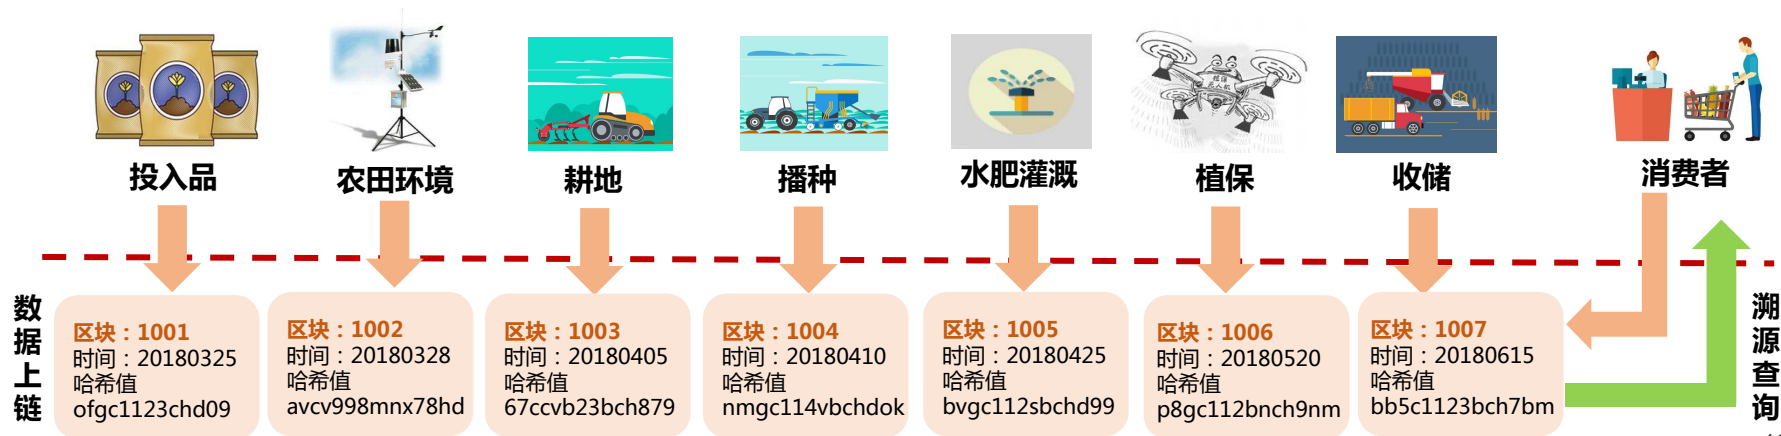 投入品
农田环境
耕地
播种
水肥灌溉
植保
收储
消费者
植保
无人机
数据上链
区块：1001
时间：20180325
哈希值
ofgc1123chd09
区块：1002
时间：20180328
哈希值
avcv998mnx78hd
区块：1003
时间：20180405
哈希值
67ccvb23bch879
区块：1004
时间：20180410
哈希值
nmgc114vbchdok
区块：1005
时间：20180425
哈希值
bvgc112sbchd99
区块：1006
时间：20180520
哈希值
p8gc112bnch9nm
区块：1007
时间：20180615
哈希值
bb5c1123bch7bm
溯源查询